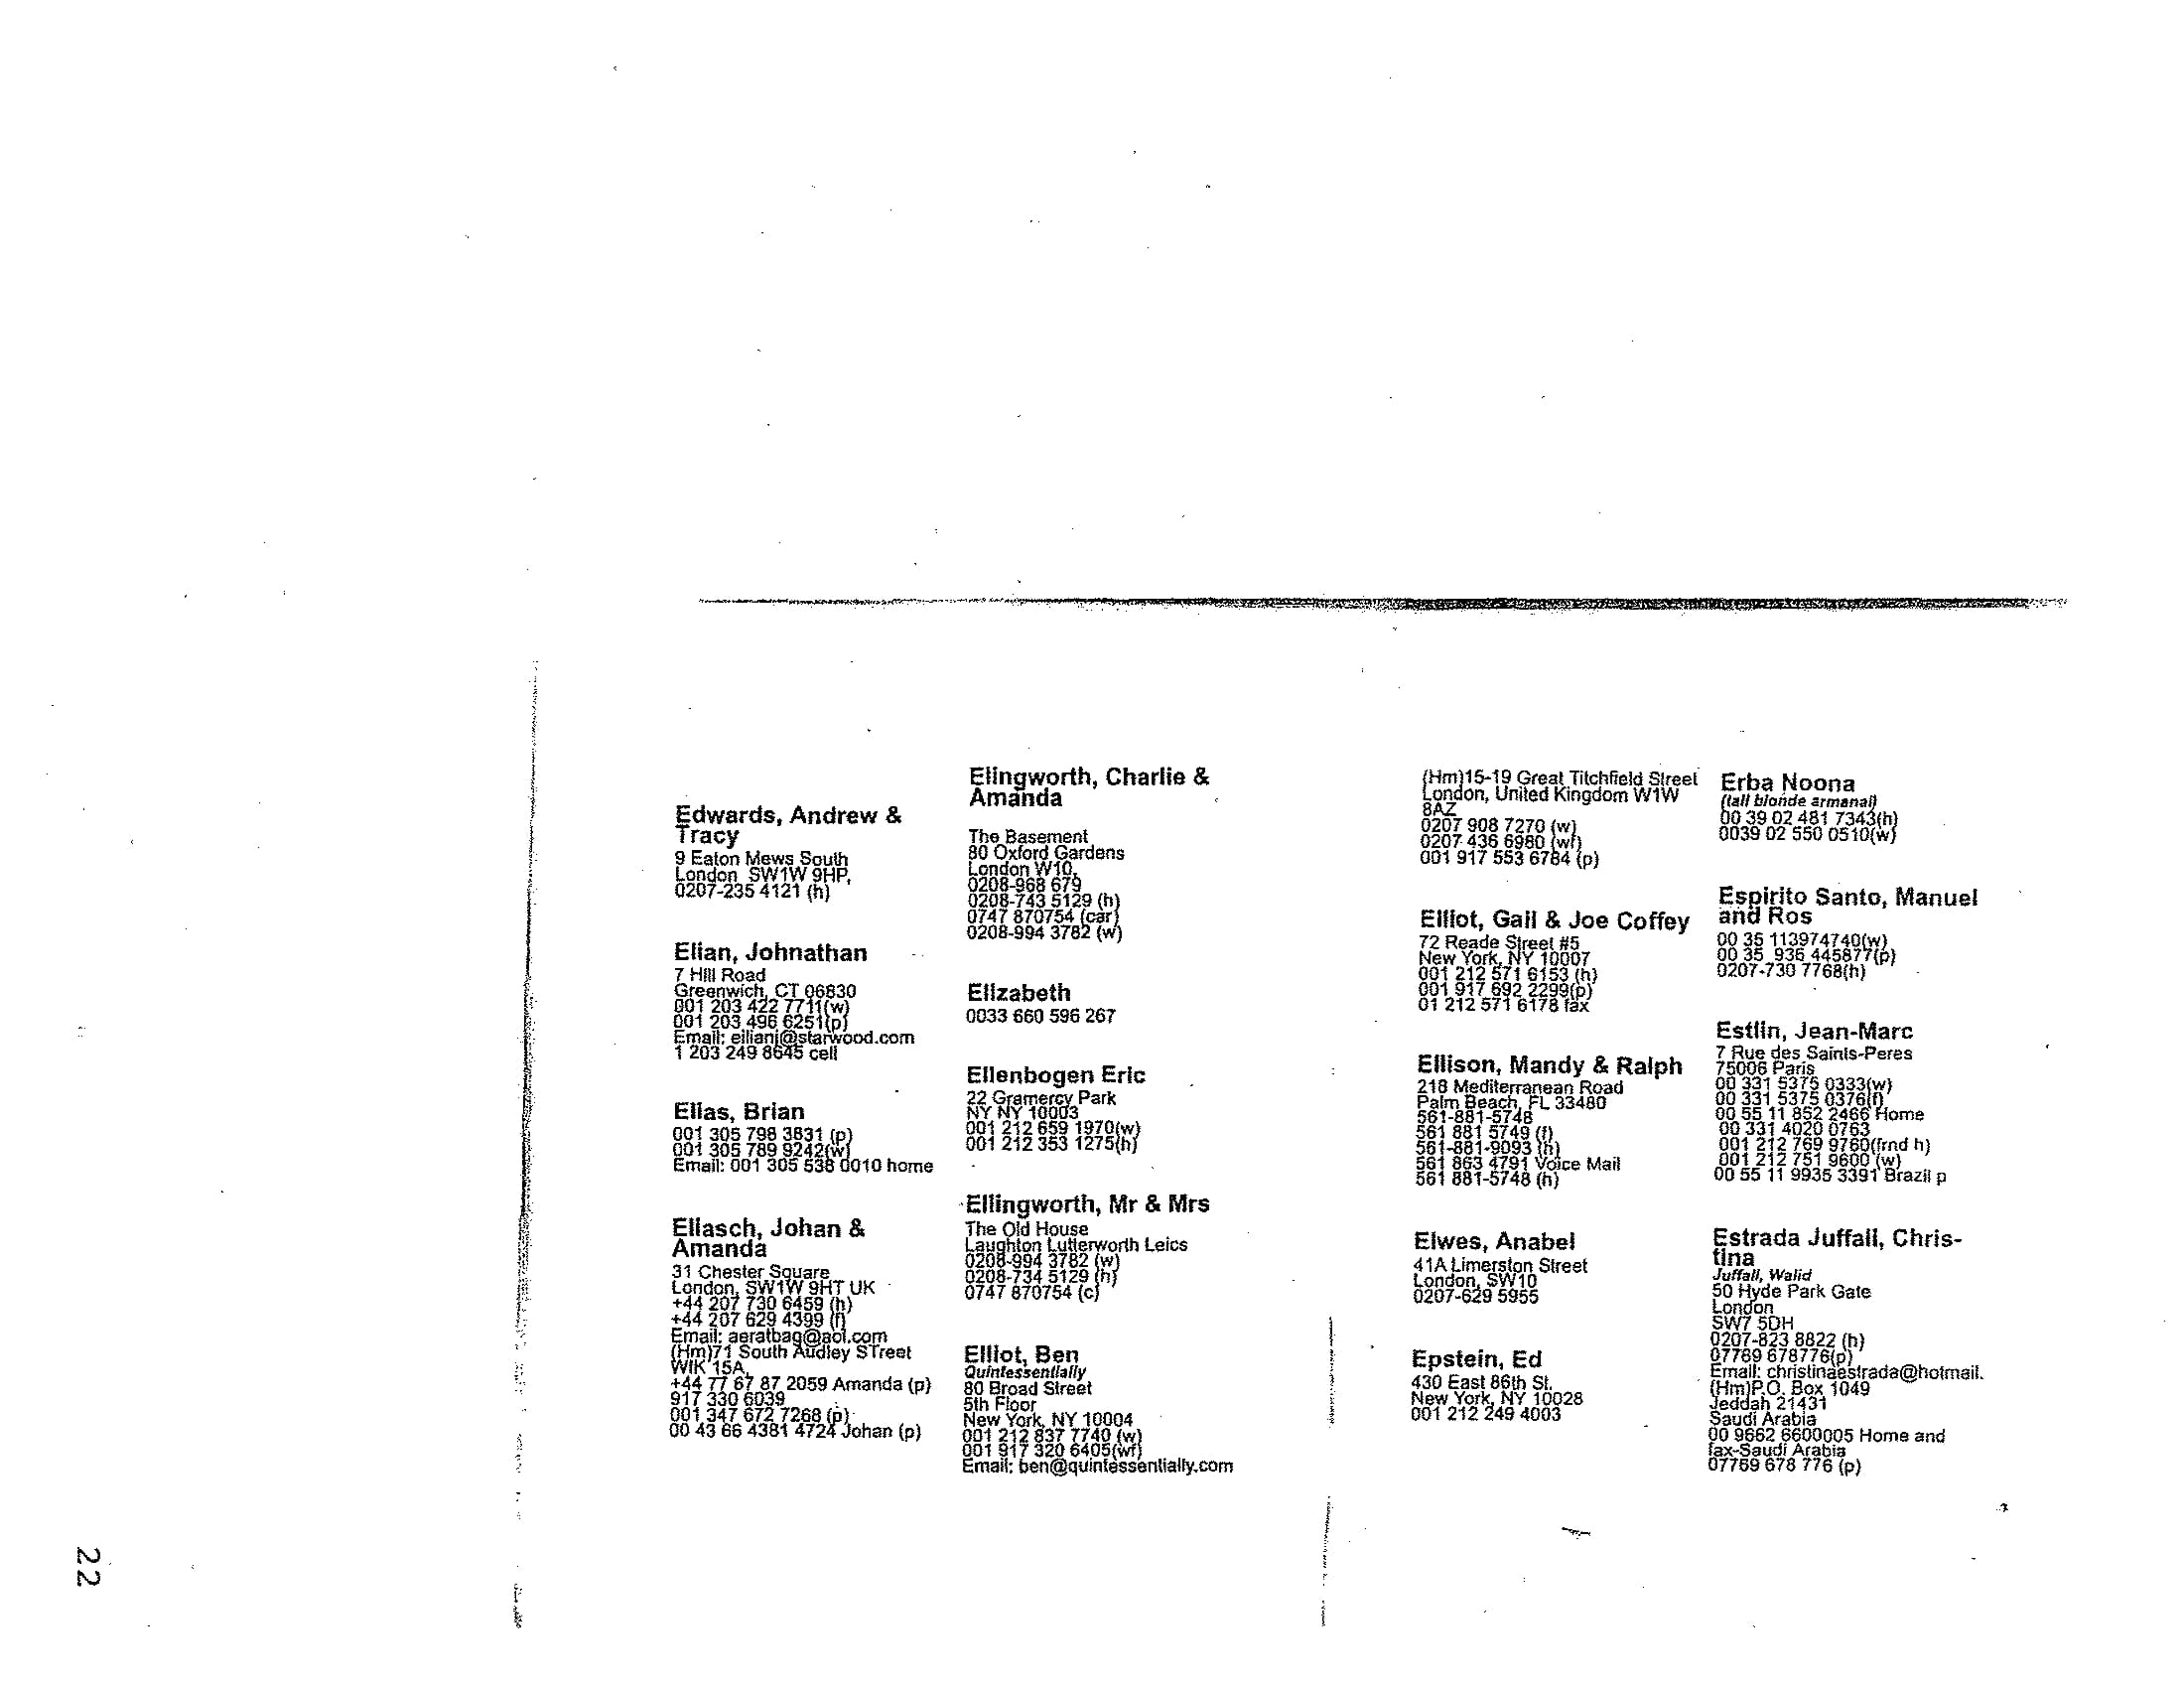 Edwards, Andrew &
Tracy
9 Eaton Mews South
London SW1W 9HP,
0207-235 4121 (h)
Elian, Johnathan
7 Hill Road
Greenwich, CT 06830
001 203 422 7711(w)
001 203 496 6251(p)
Email: eilianj@starwood.com
1 203 249 8645 cell
Elias, Brian
001 305 798 3831 (p)
001 305 789 9242(w)
Email: 001 305 538 0010 home
Eliasch, Johan &
Amanda
31 Chester Square
London, SW1W 9HT UK
+44 207 730 6459 (h)
+44 207 629 4399 (f)
Email: aeratbag@aol.com
(Hm)71 South Audley STreet
WIK 15A,
+44 77 67 87 2059 Amanda (p)
917 330 6039
001 347 672 7268 (p)
00 43 66 4381 4724 Johan (p)
Elingworth, Charlie &
Amanda
The Basement
80 Oxford Gardens
London W10,
0208-968 679
0208-743 5129 (h)
0747 870754 (car)
0208-994 3782 (w)
Elizabeth
0033 660 596 267
Ellenbogen Eric
22 Gramercy Park
NY NY 10003
001 212 659 1970(w)
001 212 353 1275(h)
Ellingworth, Mr & Mrs
The Old House
Laughton Lutterworth Leics
0208-994 3782 (w)
0208-734 5129 (h)
0747 870754 (c)
Elliot, Ben
Quintessentially
80 Broad Street
5th Floor
New York, NY 10004
001 212 837 7740 (w)
001 917 320 6405(wf)
Email: ben@quintessentially.com
(Hm)15-19 Great Titchfield Street
London, United Kingdom W1W
8AZ
0207 908 7270 (w)
0207 436 6980 (wf)
001 917 553 6784 (p)
Elliot, Gail & Joe Coffey
72 Reade Street #5
New York, NY 10007
001 212 571 6153 (h)
001 917 692 2299(p)
01 212 571 6178 fax
Ellison, Mandy & Ralph
218 Mediterranean Road
Palm Beach, FL 33480
561-881-5748
561 881 5749 (f)
561-881-9093 (h)
561 863 4791 Voice Mail
561 881-5748 (h)
Elwes, Anabel
41A Limerston Street
London, SW10
0207-629 5955
Epstein, Ed
430 East 86th St.
New York, NY 10028
001 212 249 4003
Erba Noona
(tall blonde armanai)
00 39 02 481 7343(h)
0039 02 550 0510(w)
Espirito Santo, Manuel
and Ros
00 35 113974740(w)
00 35 936 445877(p)
0207-730 7768(h)
Estlin, Jean-Marc
7 Rue des Saints-Peres
75006 Paris
00 331 5375 0333(w)
00 331 5375 0376(f)
00 55 11 852 2466 Home
00 331 4020 0763
001 212 769 9760(frnd h)
001 212 751 9600 (w)
00 55 11 9935 3391 Brazil p
Estrada Juffali, Chris-
tina
Juffali, Walid
50 Hyde Park Gate
London
SW7 5DH
0207-823 8822 (h)
07769 678776(p)
Email: christinaestrada@hotmail.
(Hm)P.O. Box 1049
Jeddah 21431
Saudi Arabia
00 9662 6600005 Home and
fax-Saudi Arabia
07769 678 776 (p)
22